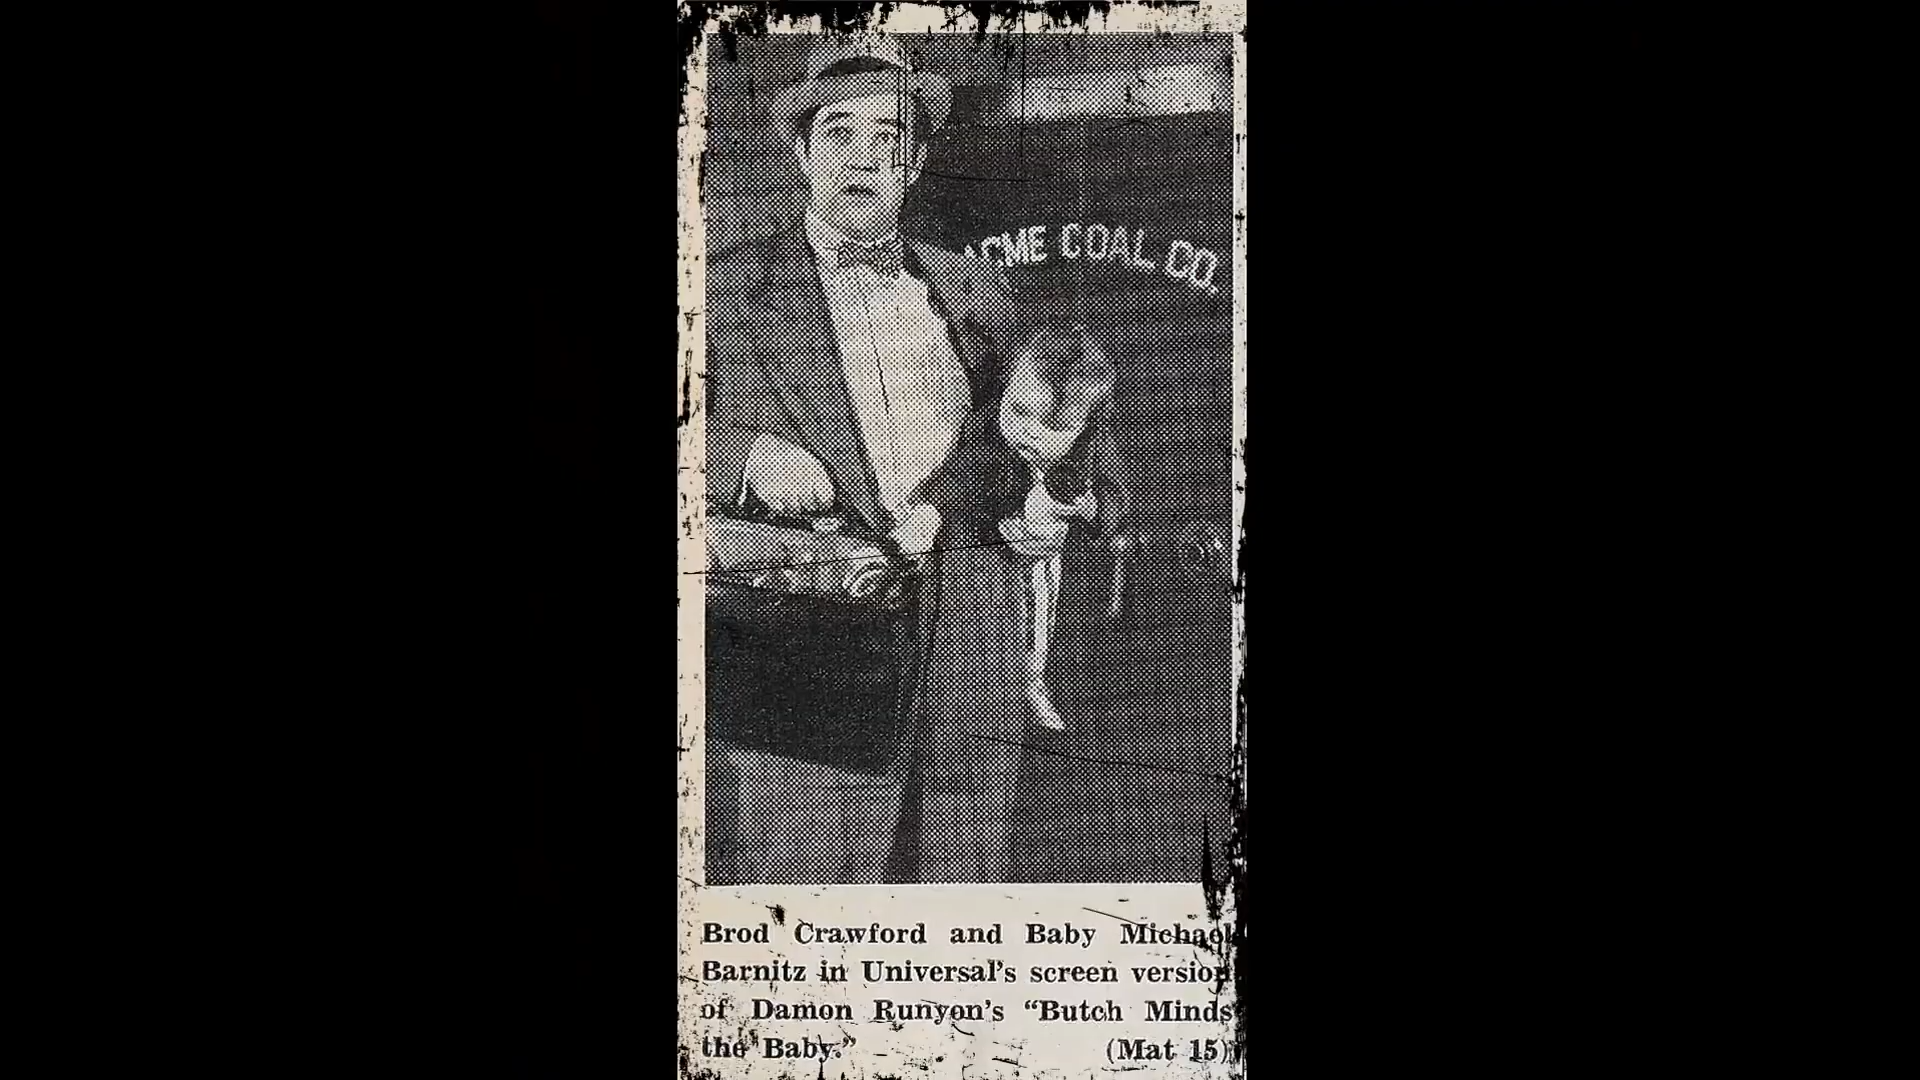 ACME COAL CO.
Brod Crawford and Baby Michael
Barnitz in Universal's screen version
of Damon Runyon's “Butch Minds
the Baby.” (Mat 15)